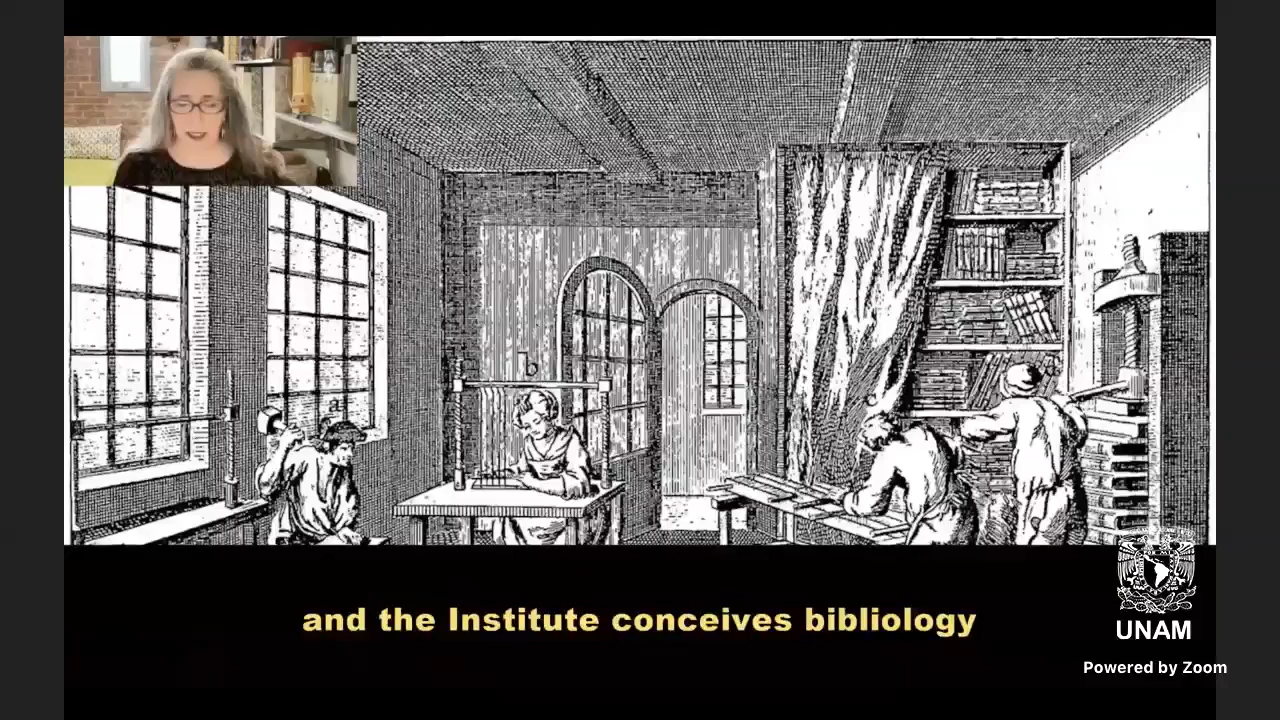 a
b
and the Institute conceives bibliology
UNAM
Powered by Zoom